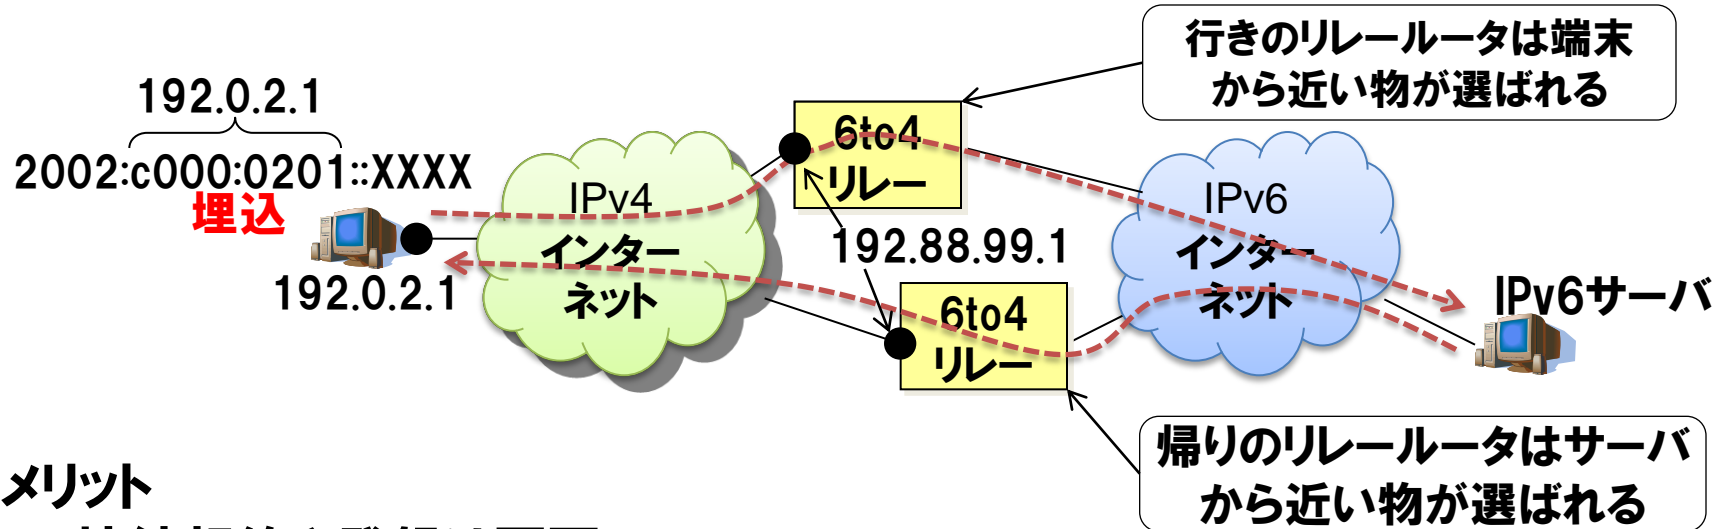 行きのリレールータは端末
から近い物が選ばれる
192.0.2.1
2002:c000:0201::XXXX
埋込
192.0.2.1
IPv4
インター
ネット
6to4
リレー
192.88.99.1
6to4
リレー
IPv6
インター
ネット
IPv6サーバ
帰りのリレールータはサーバ
から近い物が選ばれる
メリット